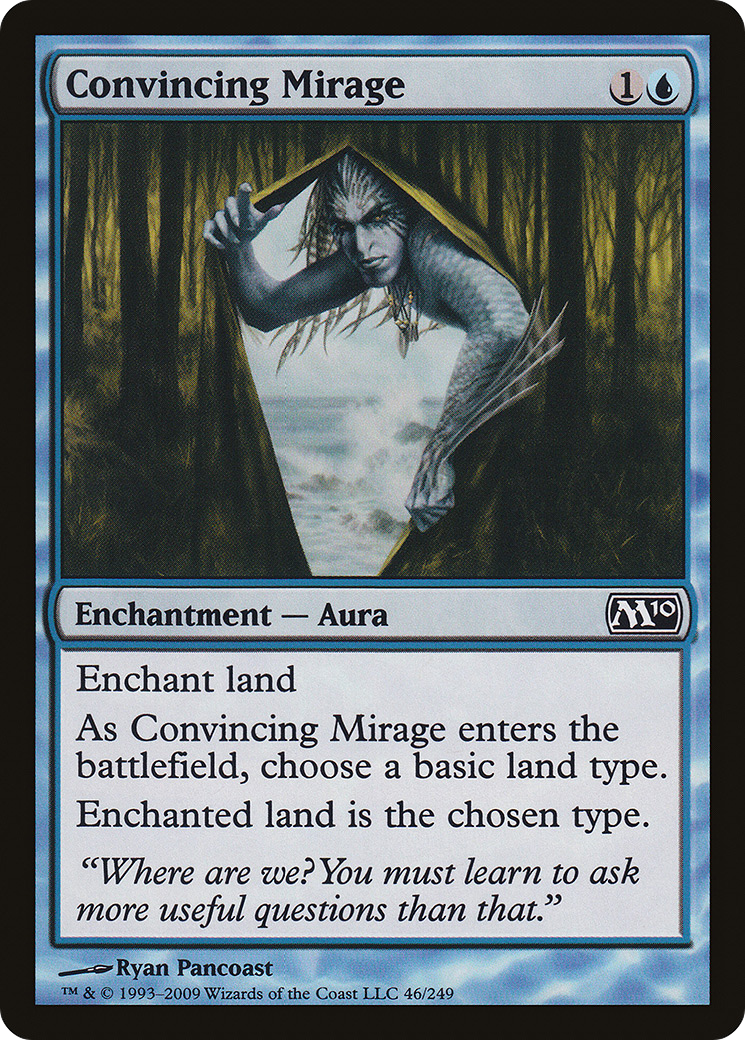 Convincing Mirage 1
Enchantment — Aura M10
Enchant land
As Convincing Mirage enters the
battlefield, choose a basic land type.
Enchanted land is the chosen type.
“Where are we? You must learn to ask
more useful questions than that.”
Ryan Pancoast
™ & © 1993–2009 Wizards of the Coast LLC 46/249